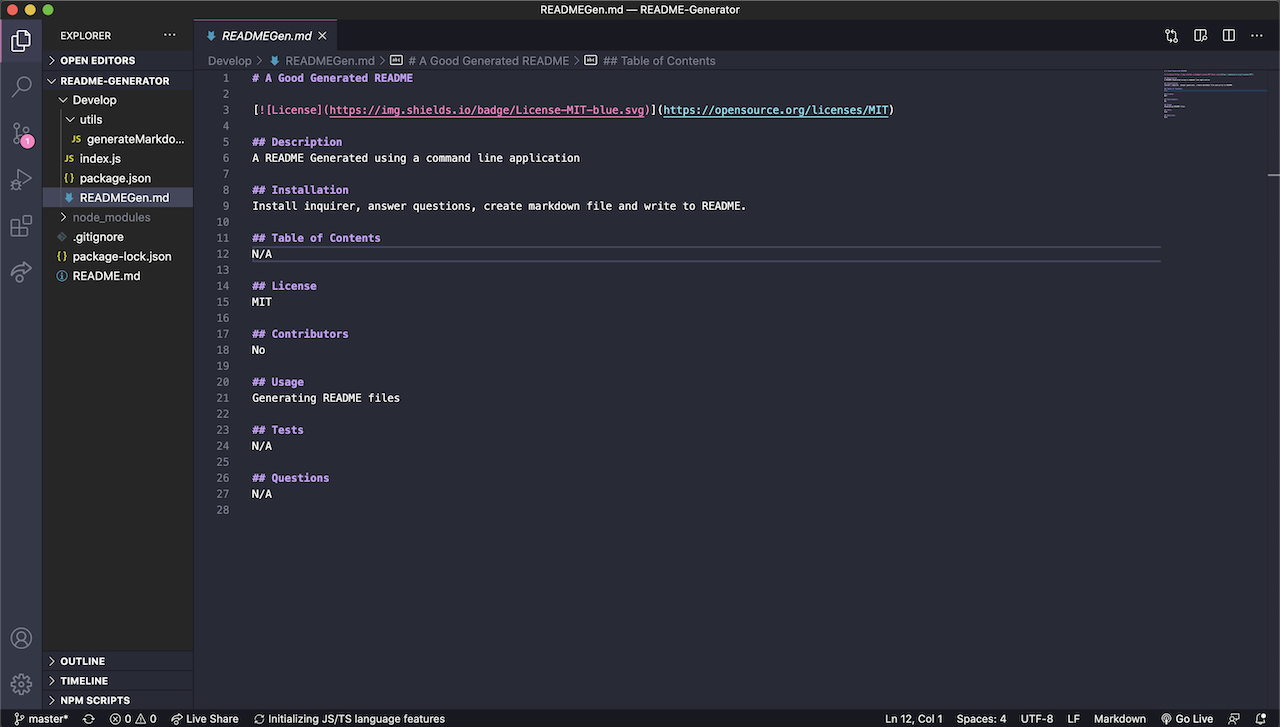 READMEGen.md — README-Generator
EXPLORER
READMEGen.md
OPEN EDITORS
Develop > READMEGen.md > # A Good Generated README > ## Table of Contents
README-GENERATOR
Develop
utils
JS generateMarkdo...
JS index.js
{} package.json
READMEGen.md
node_modules
.gitignore
{} package-lock.json
README.md
1
OUTLINE
TIMELINE
NPM SCRIPTS
1 # A Good Generated README
2
3 [![License](https://img.shields.io/badge/License-MIT-blue.svg)](https://opensource.org/licenses/MIT)
4
5 ## Description
6 A README Generated using a command line application
7
8 ## Installation
9 Install inquirer, answer questions, create markdown file and write to README.
10
11 ## Table of Contents
12 N/A
13
14 ## License
15 MIT
16
17 ## Contributors
18 No
19
20 ## Usage
21 Generating README files
22
23 ## Tests
24 N/A
25
26 ## Questions
27 N/A
28
master* 0 0 Live Share Initializing JS/TS language features Ln 12, Col 1 Spaces: 4 UTF-8 LF Markdown Go Live